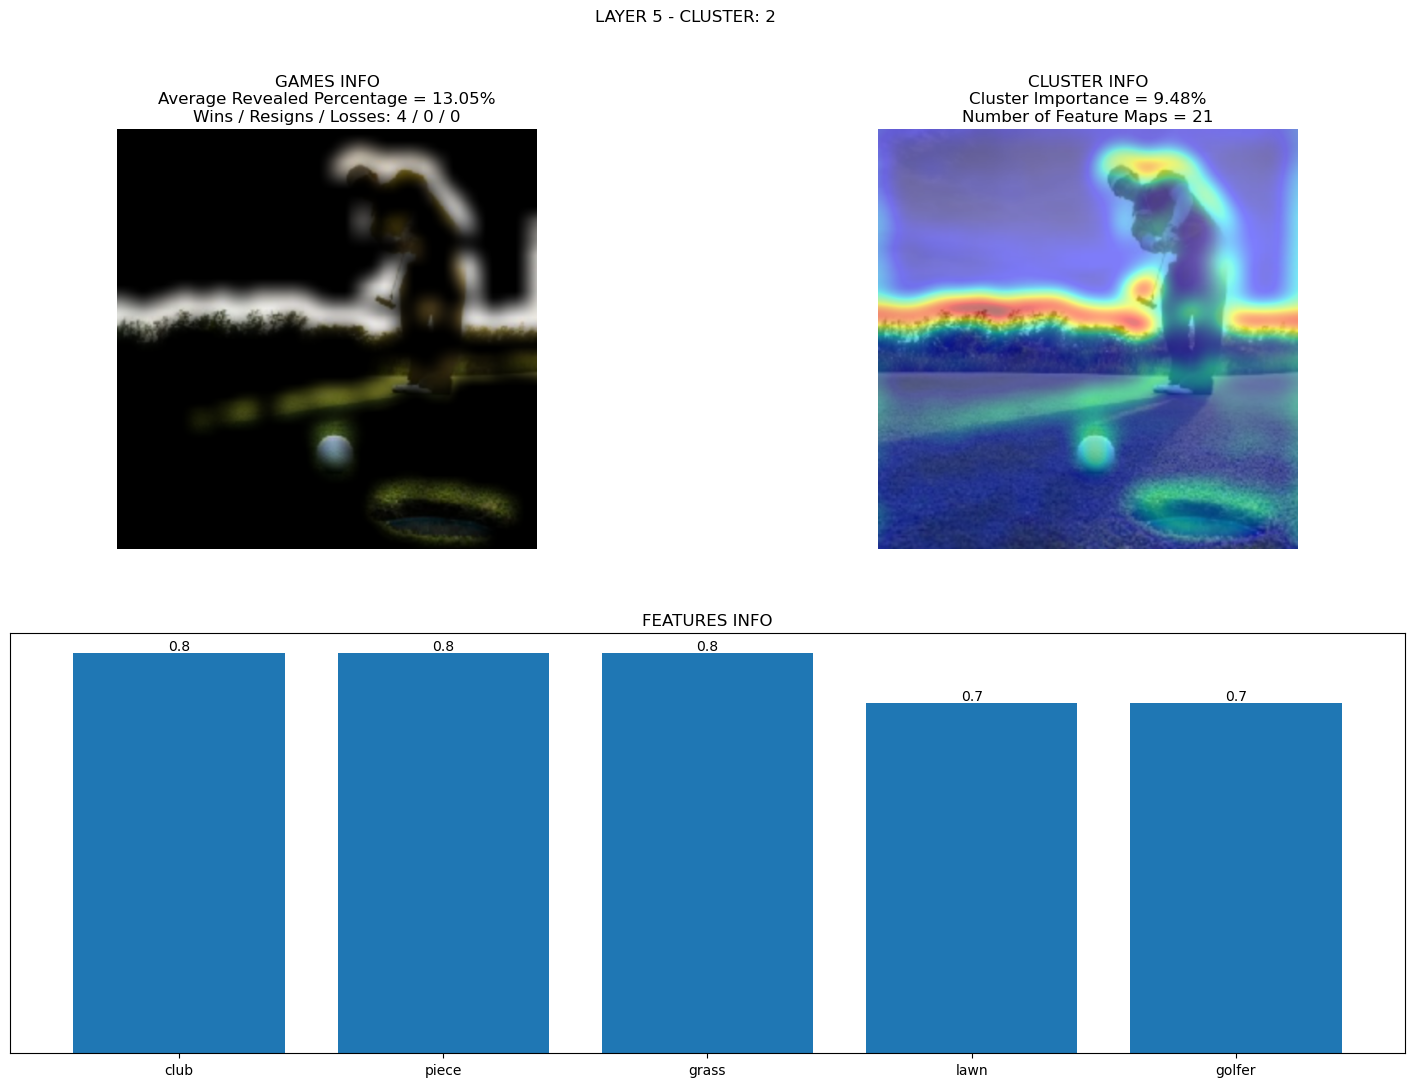 LAYER 5 - CLUSTER: 2
GAMES INFO
Average Revealed Percentage = 13.05%
Wins / Resigns / Losses: 4 / 0 / 0
CLUSTER INFO
Cluster Importance = 9.48%
Number of Feature Maps = 21
FEATURES INFO
0.8 0.8 0.8 0.7 0.7
club piece grass lawn golfer